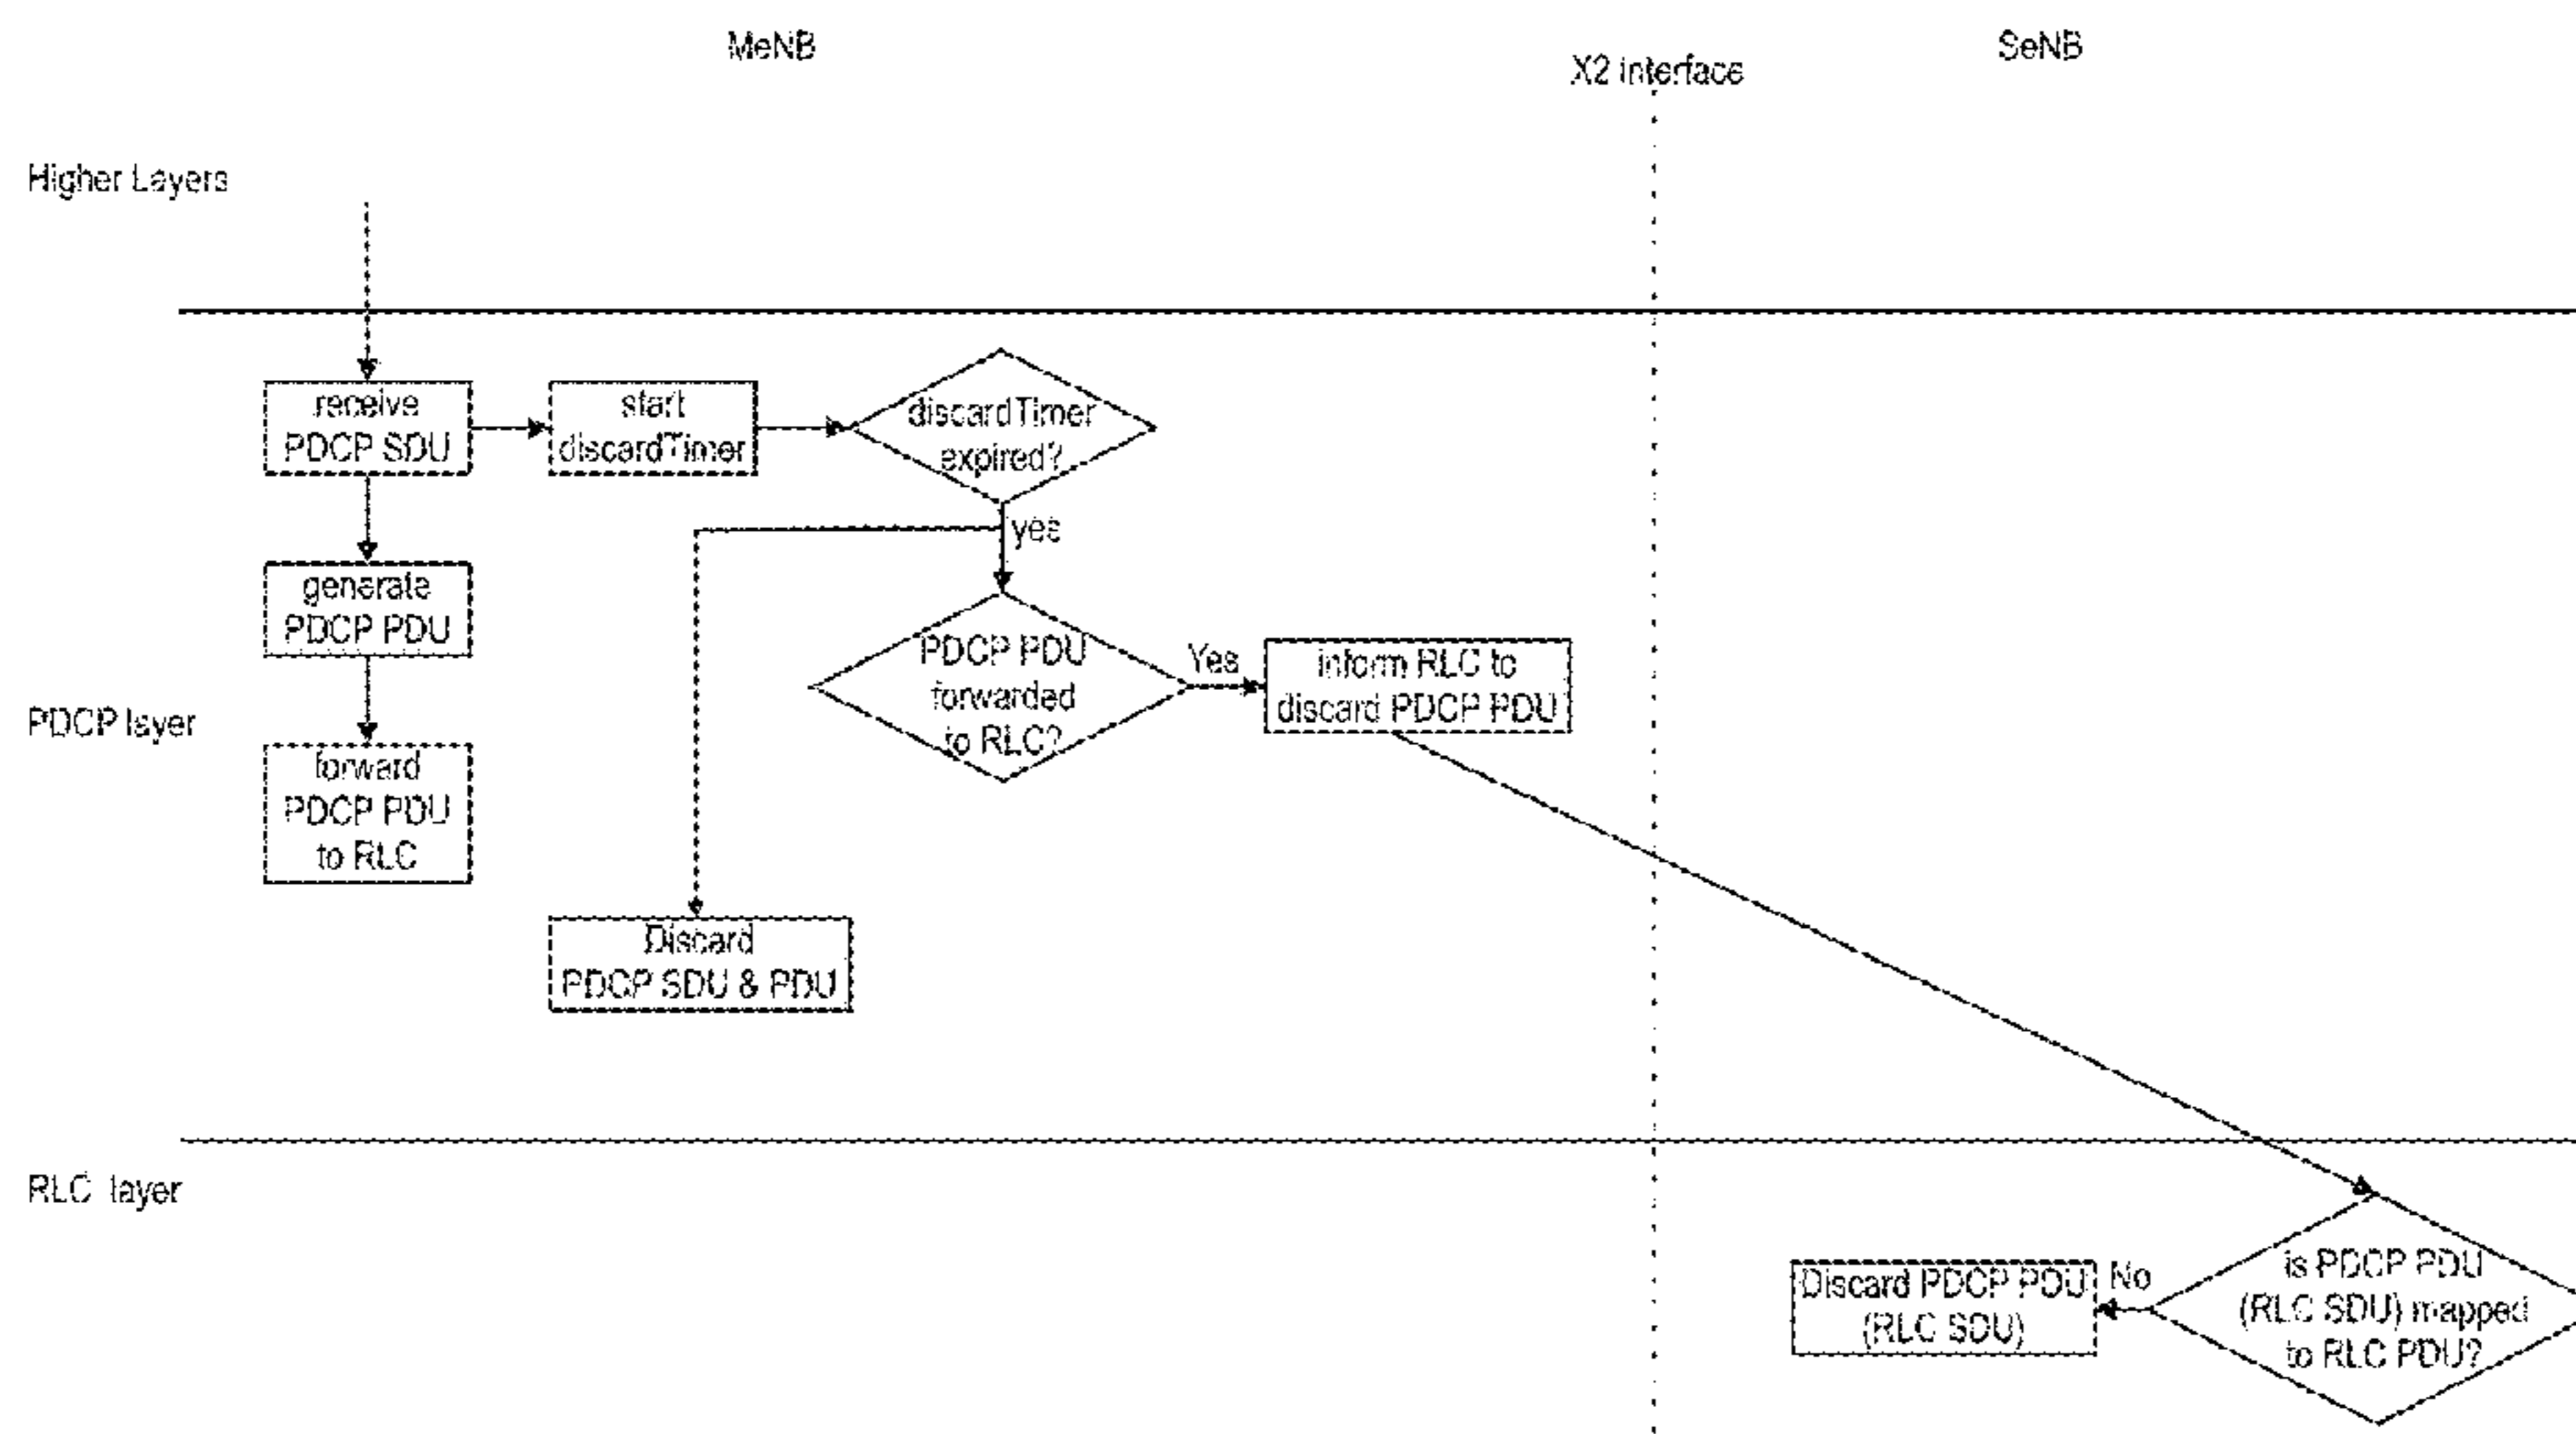 MeNB
X2 interface
SeNB
Higher Layers
receive
PDCP SDU
start
discardTimer
discardTimer
expired?
yes
generate
PDCP PDU
PDCP PDU
forwarded
to RLC?
Yes
inform RLC to
discard PDCP PDU
PDCP layer
forward
PDCP PDU
to RLC
Discard
PDCP SDU & PDU
RLC layer
Discard PDCP PDU
(RLC SDU)
No
is PDCP PDU
(RLC SDU) mapped
to RLC PDU?